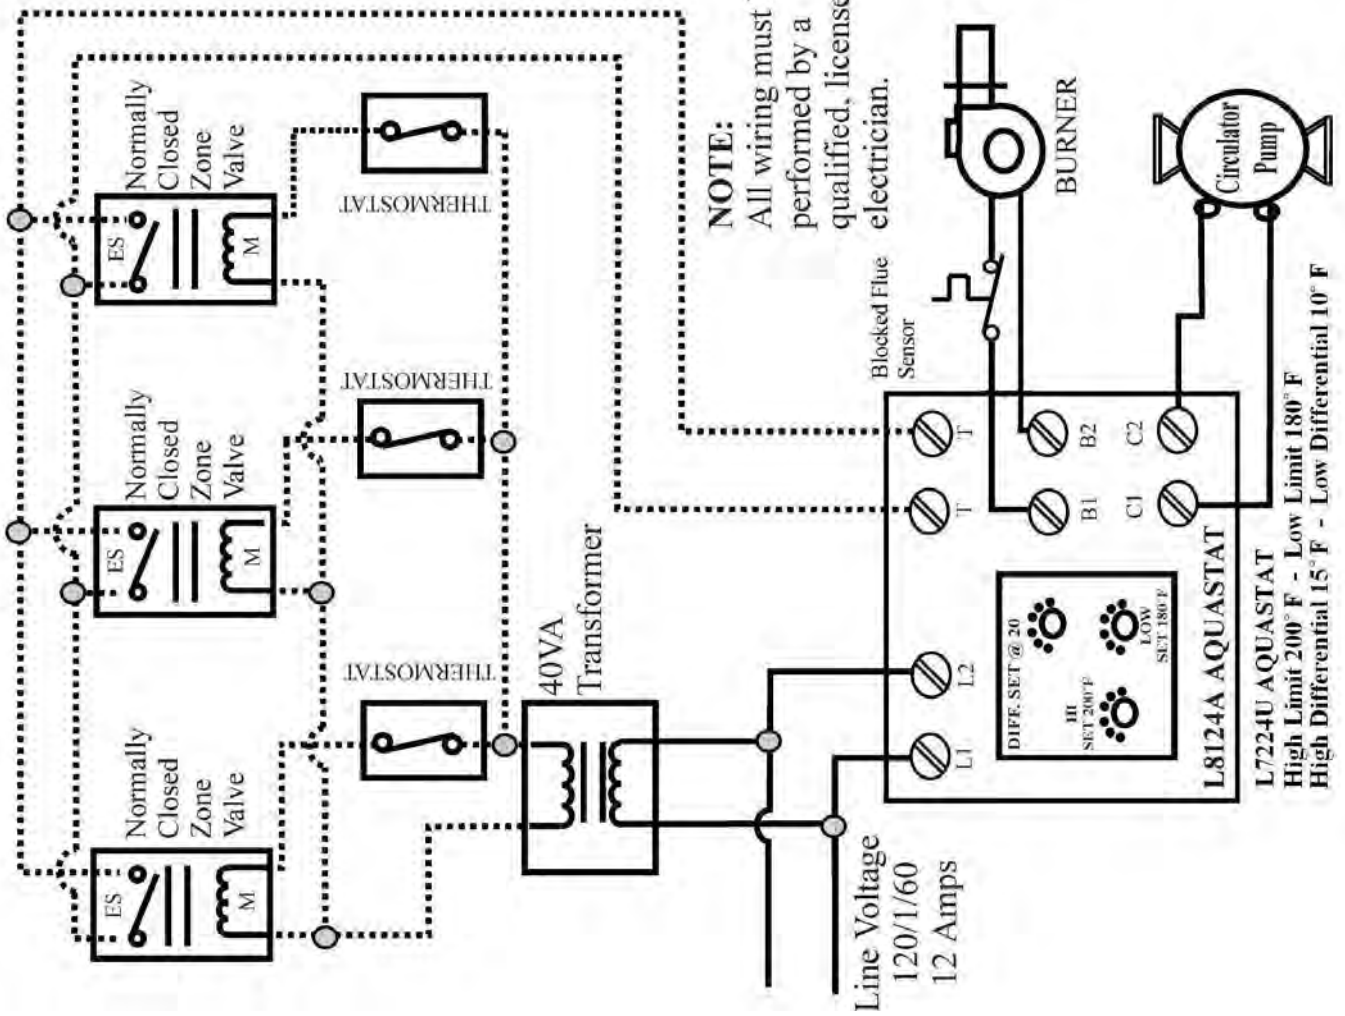 Normally
Closed
Zone
Valve
ES
M
THERMOSTAT
Normally
Closed
Zone
Valve
ES
M
THERMOSTAT
Normally
Closed
Zone
Valve
ES
M
THERMOSTAT
40VA
Transformer
NOTE:
All wiring must
performed by a
qualified, license
electrician.
BURNER
Circulator
Pump
Blocked Flue
Sensor
T
T
B1
B2
C1
C2
L1
L2
DIFF. SET @ 20
HI
SET 200°F
LOW
SET 180°F
L8124A AQUASTAT
L7224U AQUASTAT
High Limit 200° F - Low Limit 180° F
High Differential 15° F - Low Differential 10° F
Line Voltage
120/1/60
12 Amps